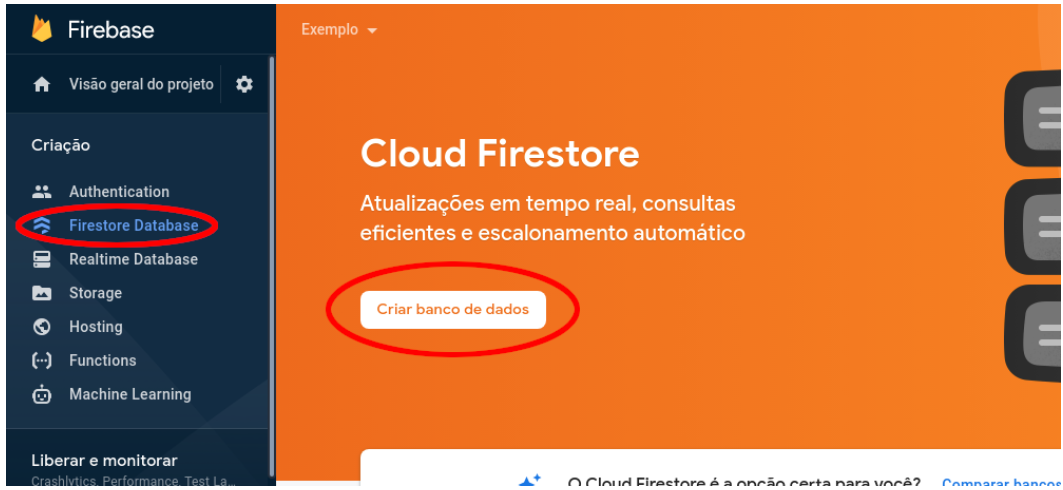 Firebase
Exemplo
Visão geral do projeto
Criação
Authentication
Firestore Database
Realtime Database
Storage
Hosting
Functions
Machine Learning
Liberar e monitorar
Crashlytics, Performance, Test La...
Cloud Firestore
Atualizações em tempo real, consultas
eficientes e escalonamento automático
Criar banco de dados
O Cloud Firestore é a opção certa para você? Comparar bancos